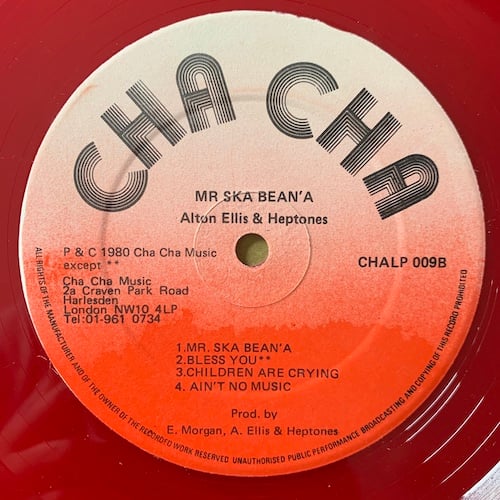 CHA CHA
MR SKA BEAN'A
Alton Ellis & Heptones
P & C 1980 Cha Cha Music
except **
CHALP 009B
Cha Cha Music
2a Craven Park Road
Harlesden
London NW10 4LP
Tel:01-961 0734
1.MR. SKA BEAN'A
2.BLESS YOU**
3.CHILDREN ARE CRYING
4. AIN'T NO MUSIC
Prod. by
E. Morgan, A. Ellis & Heptones
ALL RIGHTS OF THE MANUFACTURER AND OF THE OWNER OF THE RECORDED WORK RESERVED UNAUTHORISED PUBLIC PERFORMANCE BROADCASTING AND COPYING OF THIS RECORD PROHIBITED